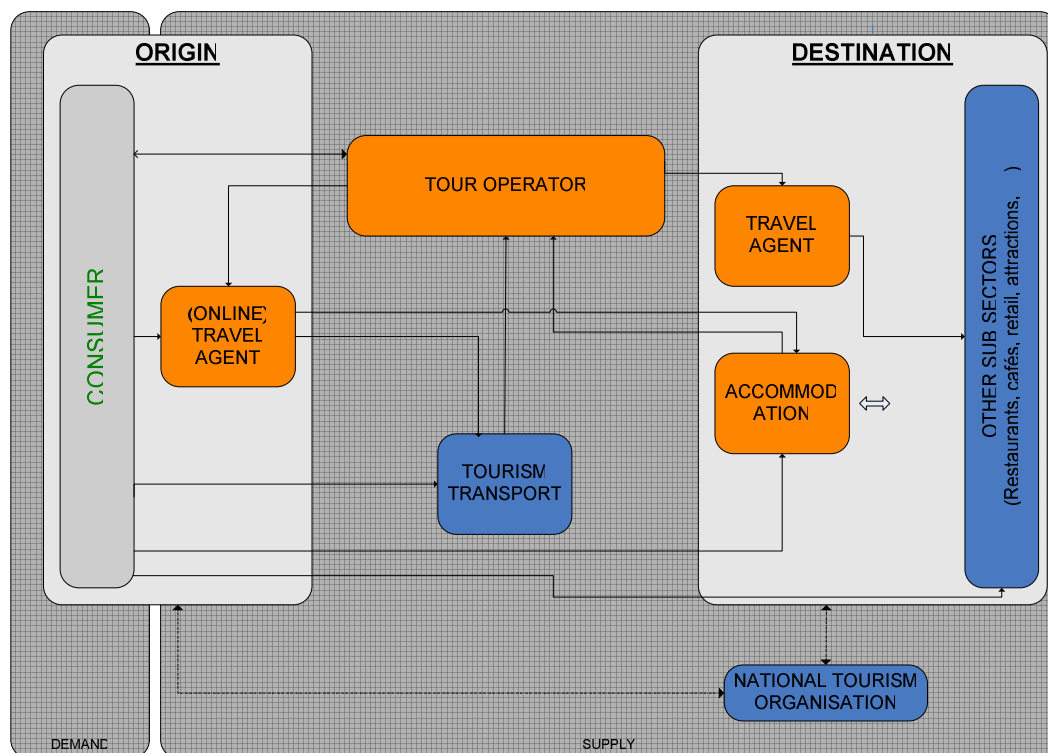 ORIGIN
DESTINATION
TOUR OPERATOR
TRAVEL
AGENT
CONSUMER
(ONLINE)
TRAVEL
AGENT
ACCOMMOD
ATION
OTHER SUB SECTORS
(Restaurants, cafés, retail, attractions, )
TOURISM
TRANSPORT
NATIONAL TOURISM
ORGANISATION
DEMAND
SUPPLY